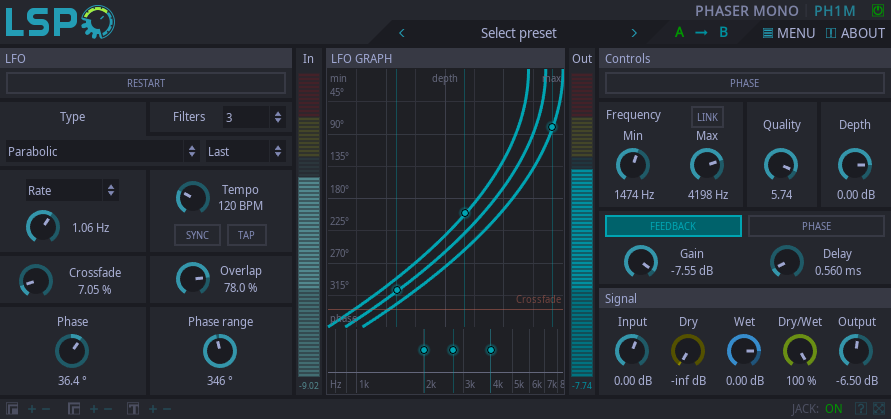 LSP
PHASER MONO PH1M
Select preset
A → B
MENU
ABOUT
LFO
RESTART
Type
Filters 3
Parabolic
Last
Rate
1.06 Hz
Tempo
120 BPM
SYNC
TAP
Crossfade
7.05 %
Overlap
78.0 %
Phase
36.4 °
Phase range
346 °
In
-9.02
LFO GRAPH
min depth max
45°
90°
135°
180°
225°
270°
315°
Crossfade
phase
Hz 1k 2k 3k 4k 5k 6k 7k 8
Out
-7.74
Controls
PHASE
Frequency
LINK
Min
Max
1474 Hz
4198 Hz
Quality
5.74
Depth
0.00 dB
FEEDBACK
PHASE
Gain
-7.55 dB
Delay
0.560 ms
Signal
Input Dry Wet Dry/Wet Output
0.00 dB -inf dB 0.00 dB 100 % -6.50 dB
JACK: ON